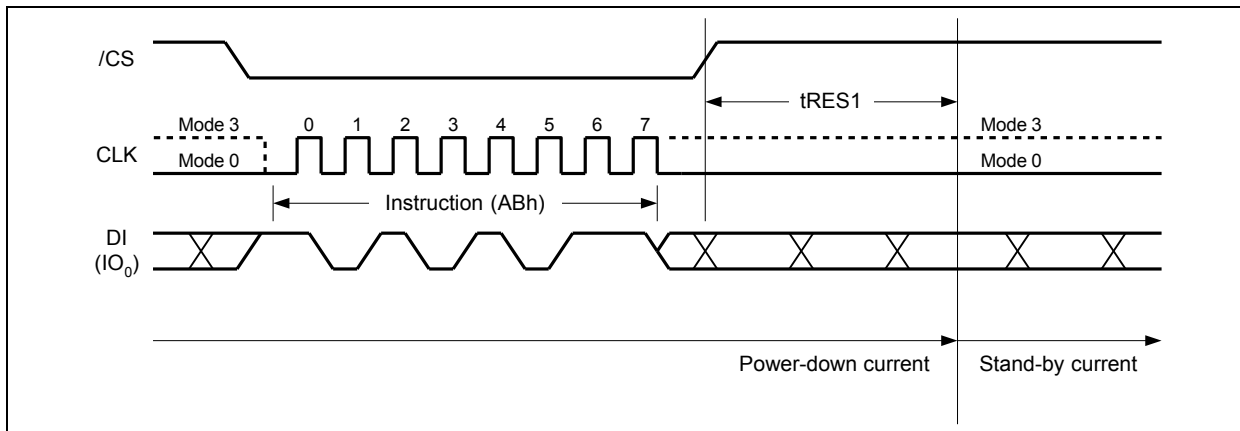 /CS
tRES1
Mode 3
0 1 2 3 4 5 6 7
Mode 3
CLK
Mode 0
Mode 0
Instruction (ABh)
DI
(IO0)
Power-down current
Stand-by current